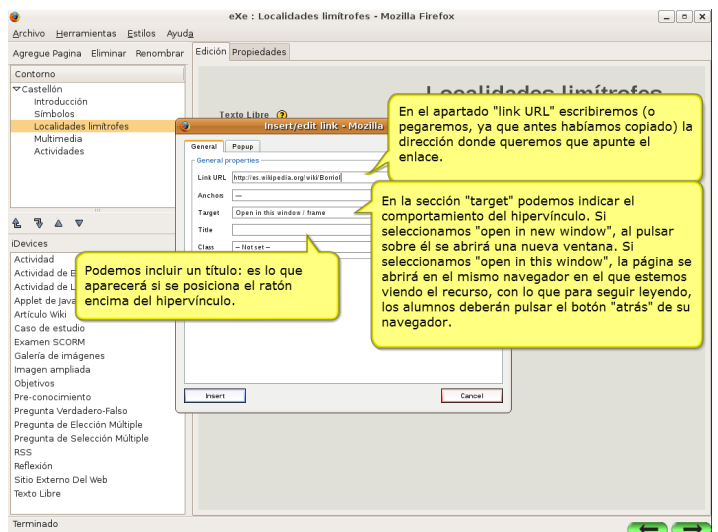 eXe : Localidades limítrofes - Mozilla Firefox
Archivo Herramientas Estilos Ayuda
Agregue Pagina Eliminar Renombrar
Edición Propiedades
Contorno
Castellón
Introducción
Símbolos
Localidades limítrofes
Multimedia
Actividades
Localidades limítrofes
Texto Libre
Insert/edit link - Mozilla
General Popup
General properties
Link URL http://es.wikipedia.org/wiki/Borriol
Anchors --
Target Open in this window / frame
Title
Class -- Not set --
Insert Cancel
En el apartado "link URL" escribiremos (o
pegaremos, ya que antes habíamos copiado) la
dirección donde queremos que apunte el
enlace.
En la sección "target" podemos indicar el
comportamiento del hipervínculo. Si
seleccionamos "open in new window", al pulsar
sobre él se abrirá una nueva ventana. Si
seleccionamos "open in this window", la página se
abrirá en el mismo navegador en el que estemos
viendo el recurso, con lo que para seguir leyendo,
los alumnos deberán pulsar el botón "atrás" de su
navegador.
Podemos incluir un título: es lo que
aparecerá si se posiciona el ratón
encima del hipervínculo.
iDevices
Actividad
Actividad de
Actividad de
Applet de Java
Artículo Wiki
Caso de estudio
Examen SCORM
Galería de imágenes
Imagen ampliada
Objetivos
Pre-conocimiento
Pregunta Verdadero-Falso
Pregunta de Elección Múltiple
Pregunta de Selección Múltiple
RSS
Reflexión
Sitio Externo Del Web
Texto Libre
Terminado